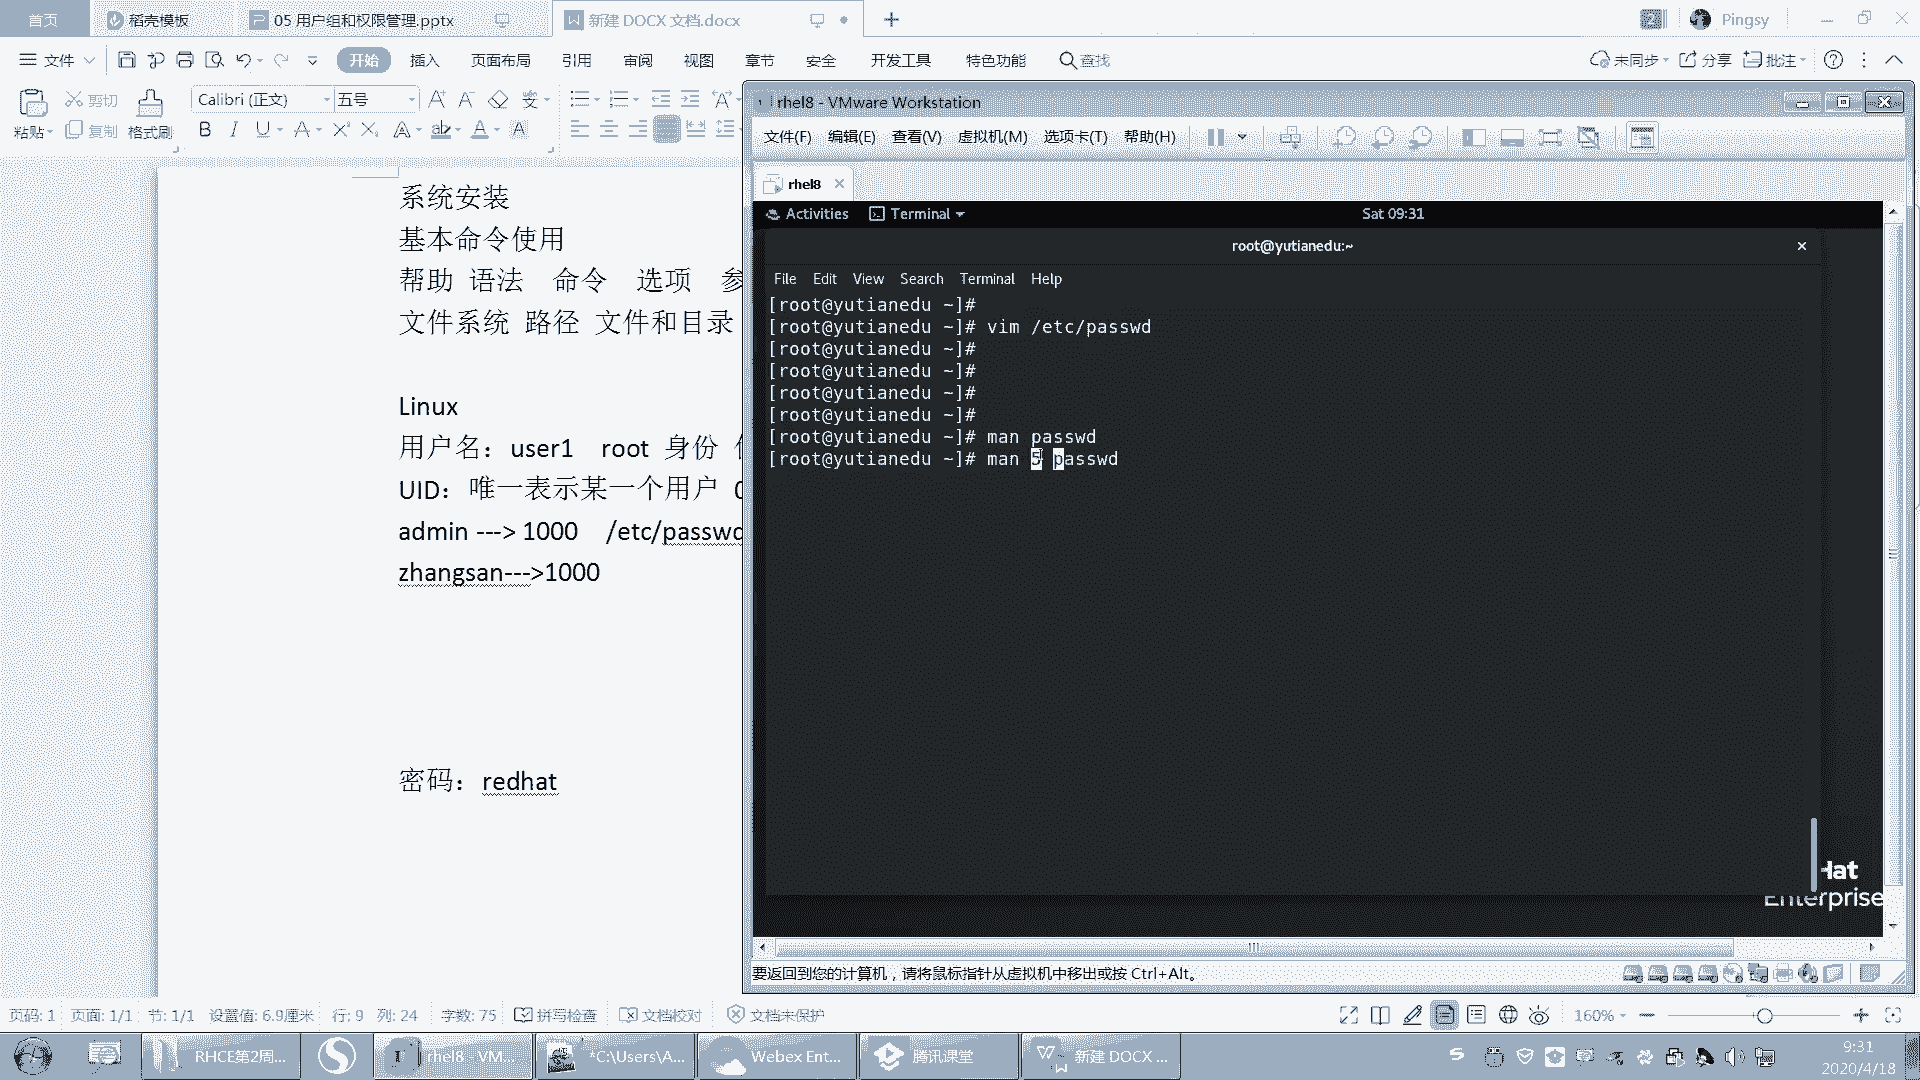 首页 稻壳模板 05 用户组和权限管理.pptx 新建 DOCX 文档.docx Pingsy
文件 开始 插入 页面布局 引用 审阅 视图 章节 安全 开发工具 特色功能 查找 未同步 分享 批注
粘贴 剪切 复制 格式刷 Calibri (正文) 五号
系统安装
基本命令使用
帮助 语法 命令 选项
文件系统 路径 文件和目录
Linux
用户名：user1 root 身份
UID：唯一表示某一个用户
admin ---> 1000 /etc/passwd
zhangsan--->1000
密码：redhat
rhel8 - VMware Workstation
文件(F) 编辑(E) 查看(V) 虚拟机(M) 选项卡(T) 帮助(H)
rhel8
Activities Terminal Sat 09:31
root@yutianedu:~
File Edit View Search Terminal Help
[root@yutianedu ~]#
[root@yutianedu ~]# vim /etc/passwd
[root@yutianedu ~]#
[root@yutianedu ~]#
[root@yutianedu ~]#
[root@yutianedu ~]#
[root@yutianedu ~]# man passwd
[root@yutianedu ~]# man 5 passwd
Hat
Enterprise
要返回到您的计算机，请将鼠标指针从虚拟机中移出或按 Ctrl+Alt。
页码: 1 页面: 1/1 节: 1/1 设置值: 6.9厘米 行: 9 列: 24 字数: 75 拼写检查 文档校对 文档未保护 160%
RHCE第2周... rhel8 - VM... *C:\Users\A... Webex Ent... 腾讯课堂 新建 DOCX ... 9:31
2020/4/18